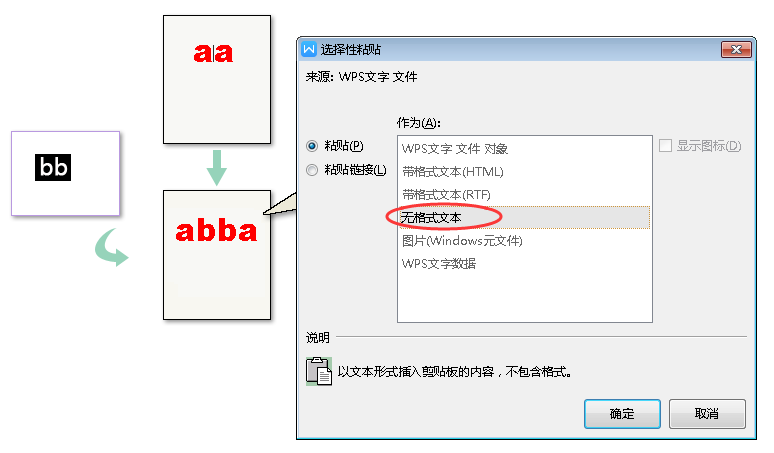 aa
bb
abba
选择性粘贴
来源: WPS文字 文件
作为(A):
粘贴(P)
粘贴链接(L)
WPS文字 文件 对象
带格式文本(HTML)
带格式文本(RTF)
无格式文本
图片(Windows元文件)
WPS文字数据
显示图标(D)
说明
以文本形式插入剪贴板的内容，不包含格式。
确定
取消